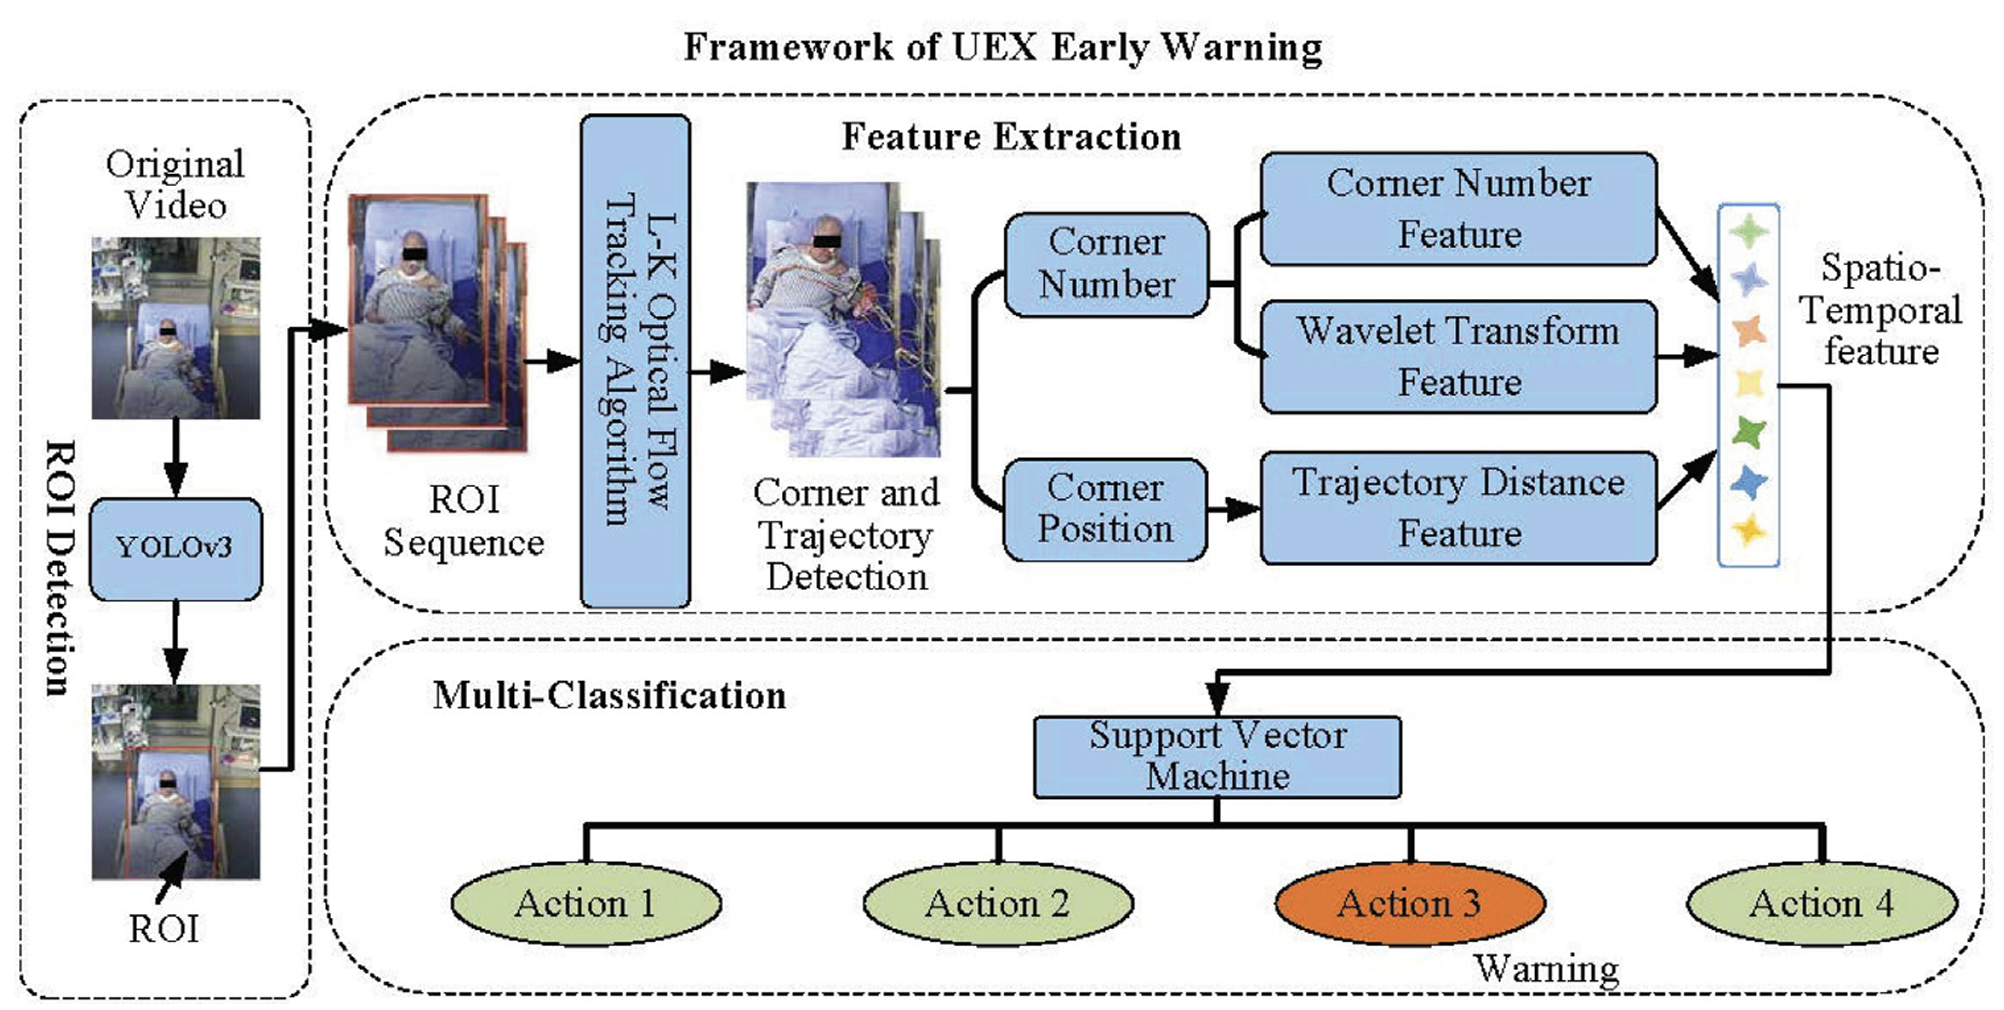 Framework of UEX Early Warning
Original
Video
YOLOv3
ROI
ROI Detection
Feature Extraction
ROI
Sequence
L-K Optical Flow
Tracking Algorithm
Corner and
Trajectory
Detection
Corner
Number
Corner
Position
Corner Number
Feature
Wavelet Transform
Feature
Trajectory Distance
Feature
Spatio-
Temporal
feature
Multi-Classification
Support Vector
Machine
Action 1
Action 2
Action 3
Action 4
Warning